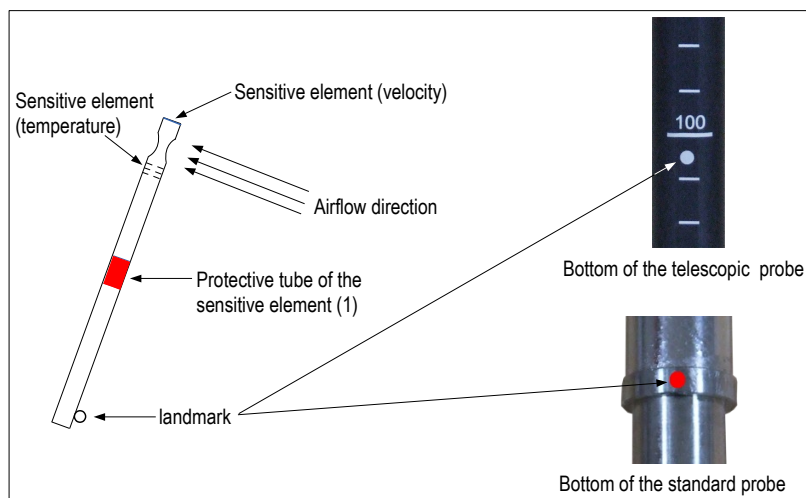 Sensitive element
(temperature)
Sensitive element (velocity)
Airflow direction
Protective tube of the
sensitive element (1)
landmark
100
Bottom of the telescopic probe
Bottom of the standard probe